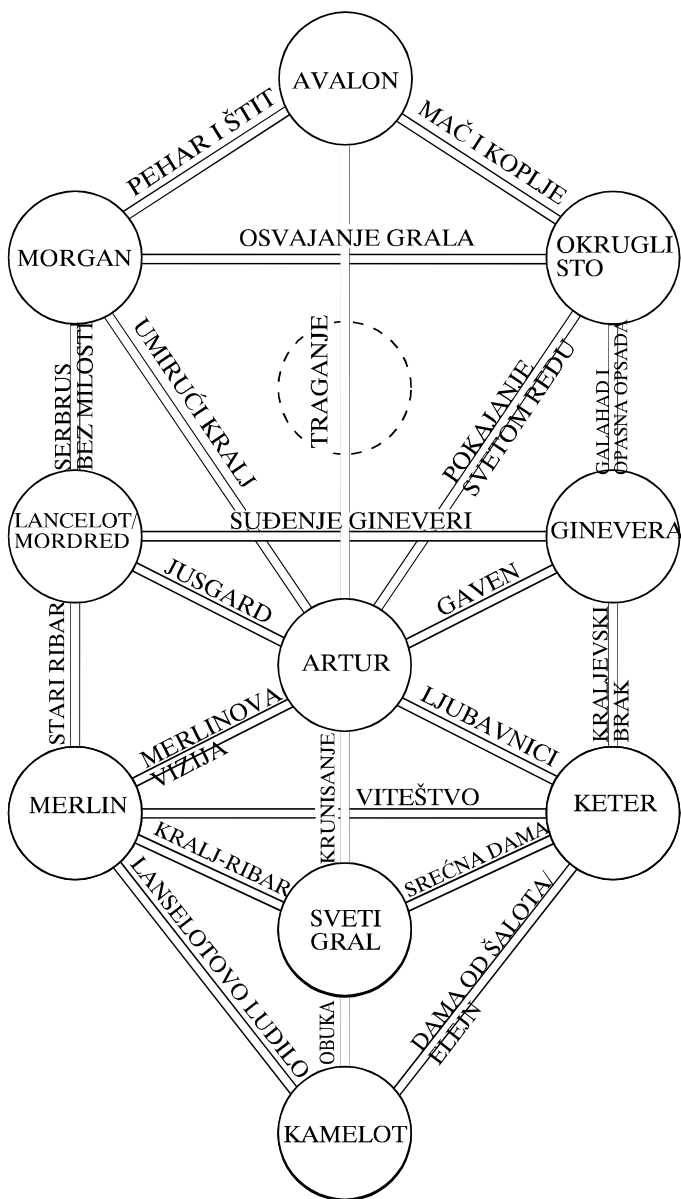 AVALON
PEHAR I ŠTIT
MAČ I KOPLJE
MORGAN
OSVAJANJE GRALA
OKRUGLI
STO
UMIRUĆI KRALJ
TRAGANJE
POKAJANJE
SVETOM REDU
SERBRUS
BEZ MILOSTI
GALAHAD I
OPASNA OPSADA
LANCELOT/
MORDRED
SUĐENJE GINEVERI
GINEVERA
JUSGARD
GAVEN
STARI RIBAR
ARTUR
KRALJEVSKI
BRAK
MERLINOVA
VIZIJA
LJUBAVNICI
KRUNISANJE
MERLIN
VITEŠTVO
KETER
KRALJ-RIBAR
SREĆNA DAMA
LANSELOTOVO LUDILO
SVETI
GRAL
DAMA OD ŠALOTA/
ELEJN
OBUKA
KAMELOT